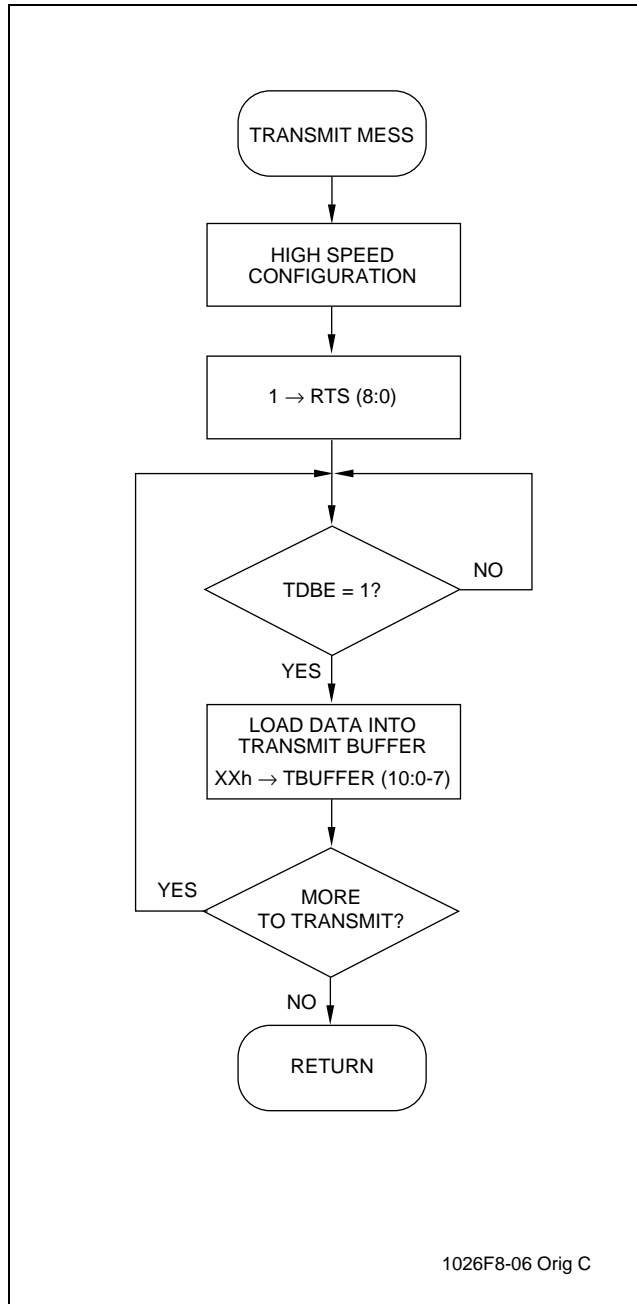 TRANSMIT MESS
HIGH SPEED
CONFIGURATION
1 → RTS (8:0)
TDBE = 1?
NO
YES
LOAD DATA INTO
TRANSMIT BUFFER
XXh → TBUFFER (10:0-7)
YES
MORE
TO TRANSMIT?
NO
RETURN
1026F8-06 Orig C